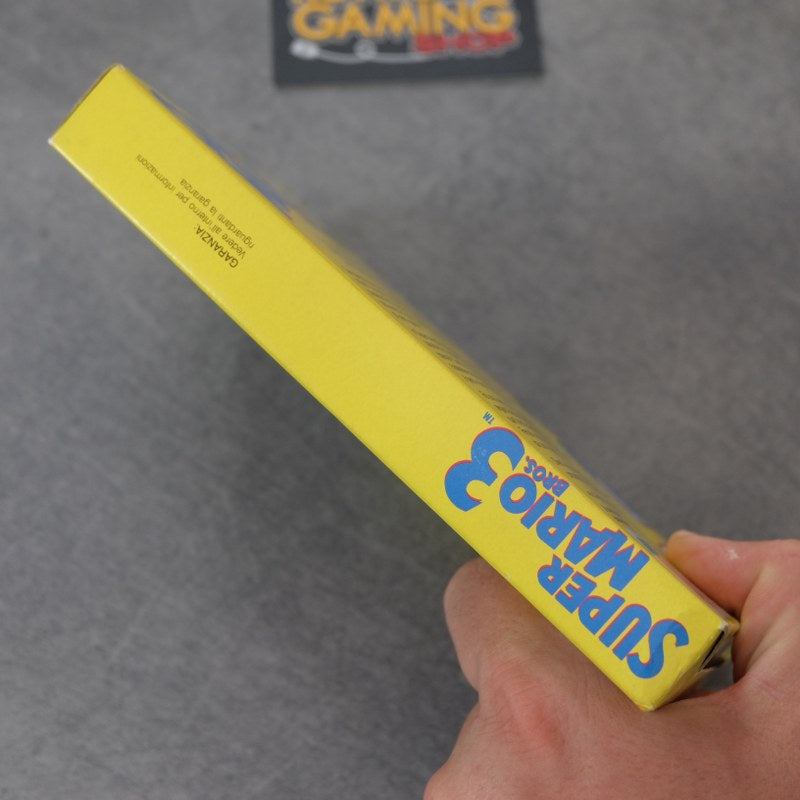 GAMING
SHOP
GARANZIA:
Vedere all'interno per informazioni
riguardanti la garanzia
SUPER
MARIO
BROS.
3
TM